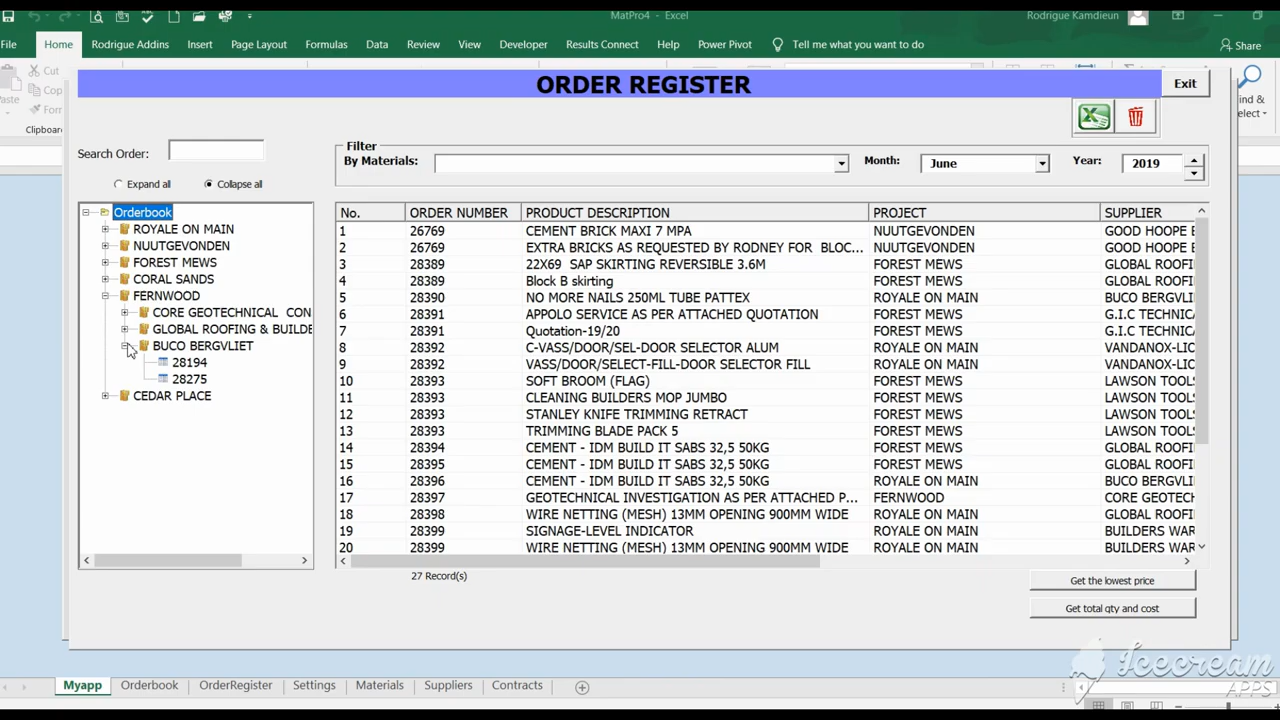 MatPro4 - Excel
Rodrigue Kamdieun
File Home Rodrigue Addins Insert Page Layout Formulas Data Review View Developer Results Connect Help Power Pivot Tell me what you want to do Share
Cut
Clipboard
ORDER REGISTER
Exit
Search Order:
Expand all Collapse all
Filter
By Materials:
Month: June
Year: 2019
Orderbook
ROYALE ON MAIN
NUUTGEVONDEN
FOREST MEWS
CORAL SANDS
FERNWOOD
CORE GEOTECHNICAL CON
GLOBAL ROOFING & BUILDE
BUCO BERGVLIET
28194
28275
CEDAR PLACE
No. ORDER NUMBER PRODUCT DESCRIPTION PROJECT SUPPLIER
1 26769 CEMENT BRICK MAXI 7 MPA NUUTGEVONDEN GOOD HOOPE E
2 26769 EXTRA BRICKS AS REQUESTED BY RODNEY FOR BLOC... NUUTGEVONDEN GOOD HOOPE E
3 28389 22X69 SAP SKIRTING REVERSIBLE 3.6M FOREST MEWS GLOBAL ROOFI
4 28389 Block B skirting FOREST MEWS GLOBAL ROOFI
5 28390 NO MORE NAILS 250ML TUBE PATTEX ROYALE ON MAIN BUCO BERGVLI
6 28391 APPOLO SERVICE AS PER ATTACHED QUOTATION FOREST MEWS G.I.C TECHNICA
7 28391 Quotation-19/20 FOREST MEWS G.I.C TECHNICA
8 28392 C-VASS/DOOR/SEL-DOOR SELECTOR ALUM ROYALE ON MAIN VANDANOX-LIC
9 28392 VASS/DOOR/SELECT-FILL-DOOR SELECTOR FILL ROYALE ON MAIN VANDANOX-LIC
10 28393 SOFT BROOM (FLAG) FOREST MEWS LAWSON TOOLS
11 28393 CLEANING BUILDERS MOP JUMBO FOREST MEWS LAWSON TOOLS
12 28393 STANLEY KNIFE TRIMMING RETRACT FOREST MEWS LAWSON TOOLS
13 28393 TRIMMING BLADE PACK 5 FOREST MEWS LAWSON TOOLS
14 28394 CEMENT - IDM BUILD IT SABS 32,5 50KG FOREST MEWS GLOBAL ROOFI
15 28395 CEMENT - IDM BUILD IT SABS 32,5 50KG FOREST MEWS GLOBAL ROOFI
16 28396 CEMENT - IDM BUILD IT SABS 32,5 50KG ROYALE ON MAIN BUCO BERGVLI
17 28397 GEOTECHNICAL INVESTIGATION AS PER ATTACHED P... FERNWOOD CORE GEOTECH
18 28398 WIRE NETTING (MESH) 13MM OPENING 900MM WIDE ROYALE ON MAIN GLOBAL ROOFI
19 28399 SIGNAGE-LEVEL INDICATOR ROYALE ON MAIN BUILDERS WAR
20 28399 WIRE NETTING (MESH) 13MM OPENING 900MM WIDE ROYALE ON MAIN BUILDERS WAR
27 Record(s)
Get the lowest price
Get total qty and cost
Icecream
APPS
Myapp Orderbook OrderRegister Settings Materials Suppliers Contracts